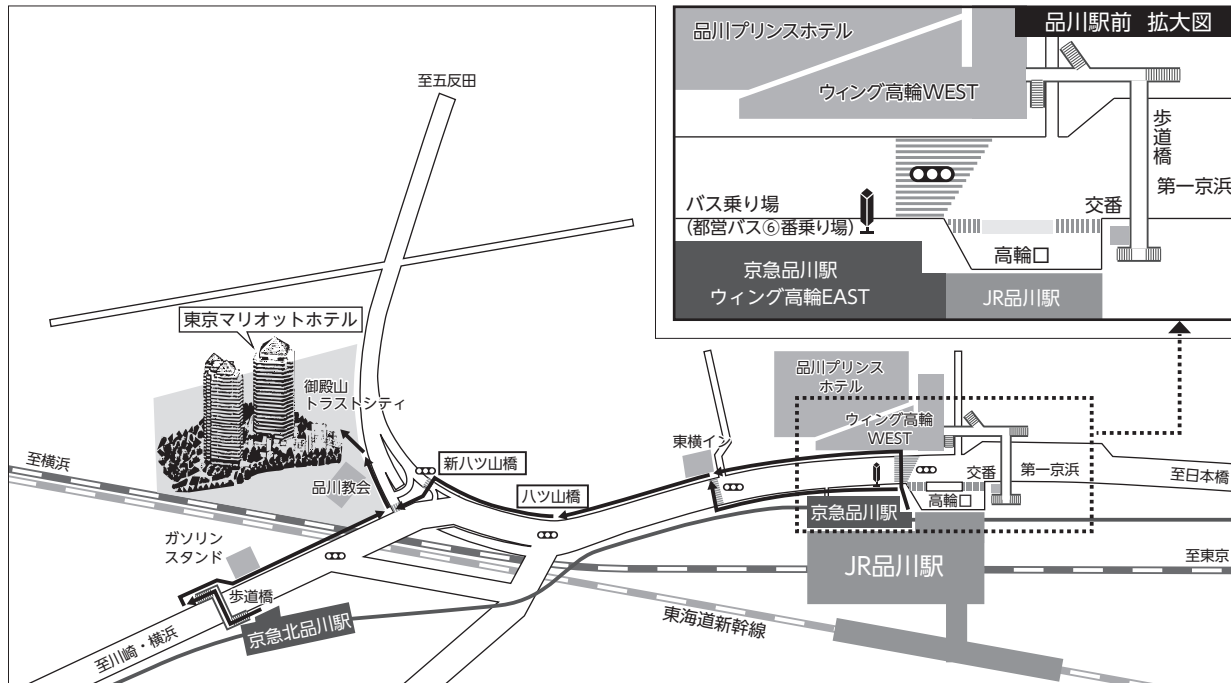 至五反田
東京マリオットホテル
御殿山
トラストシティ
至横浜
品川教会
新八ツ山橋
八ツ山橋
ガソリン
スタンド
歩道橋
京急北品川駅
至川崎・横浜
東横イン
品川プリンス
ホテル
ウィング高輪
WEST
交番
第一京浜
至日本橋
高輪口
京急品川駅
JR品川駅
至東京
東海道新幹線
品川駅前 拡大図
品川プリンスホテル
ウィング高輪WEST
歩道橋
第一京浜
バス乗り場
(都営バス⑥番乗り場)
交番
高輪口
京急品川駅
ウィング高輪EAST
JR品川駅